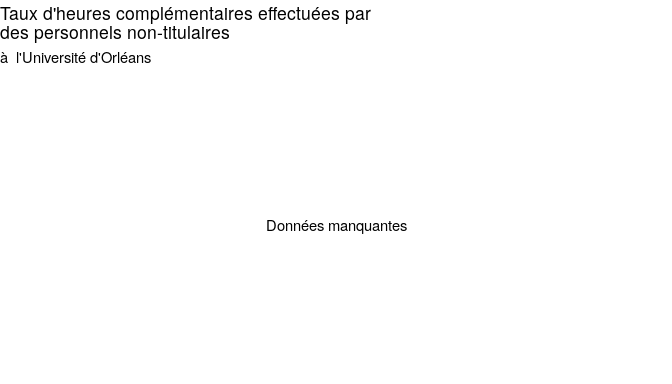 Taux d'heures complémentaires effectuées par
des personnels non-titulaires
à  l'Université d'Orléans
Données manquantes